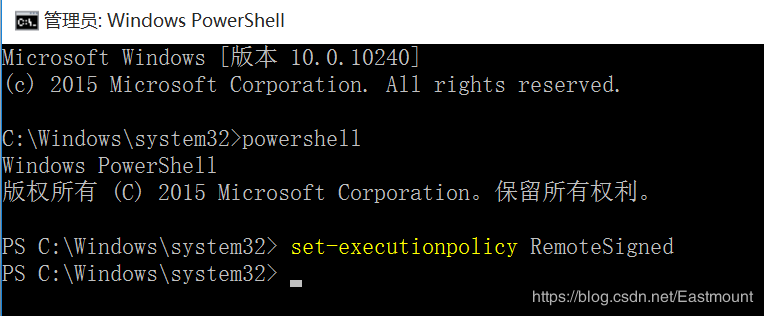 管理员: Windows PowerShell
Microsoft Windows [版本 10.0.10240]
(c) 2015 Microsoft Corporation. All rights reserved.
C:\Windows\system32>powershell
Windows PowerShell
版权所有 (C) 2015 Microsoft Corporation。保留所有权利。
PS C:\Windows\system32> set-executionpolicy RemoteSigned
PS C:\Windows\system32>
https://blog.csdn.net/Eastmount